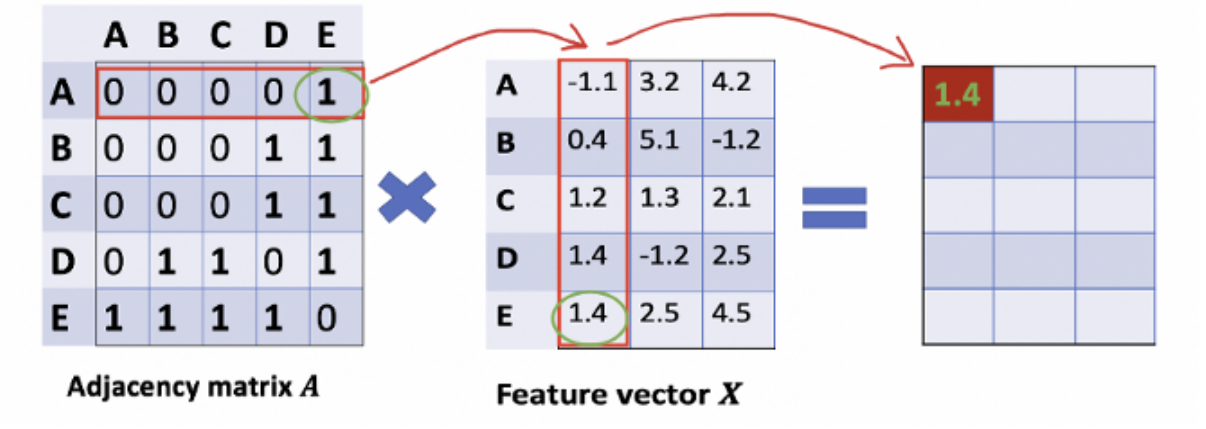 A B C D E
A 0 0 0 0 1
B 0 0 0 1 1
C 0 0 0 1 1
D 0 1 1 0 1
E 1 1 1 1 0
Adjacency matrix A
A -1.1 3.2 4.2
B 0.4 5.1 -1.2
C 1.2 1.3 2.1
D 1.4 -1.2 2.5
E 1.4 2.5 4.5
Feature vector X
1.4